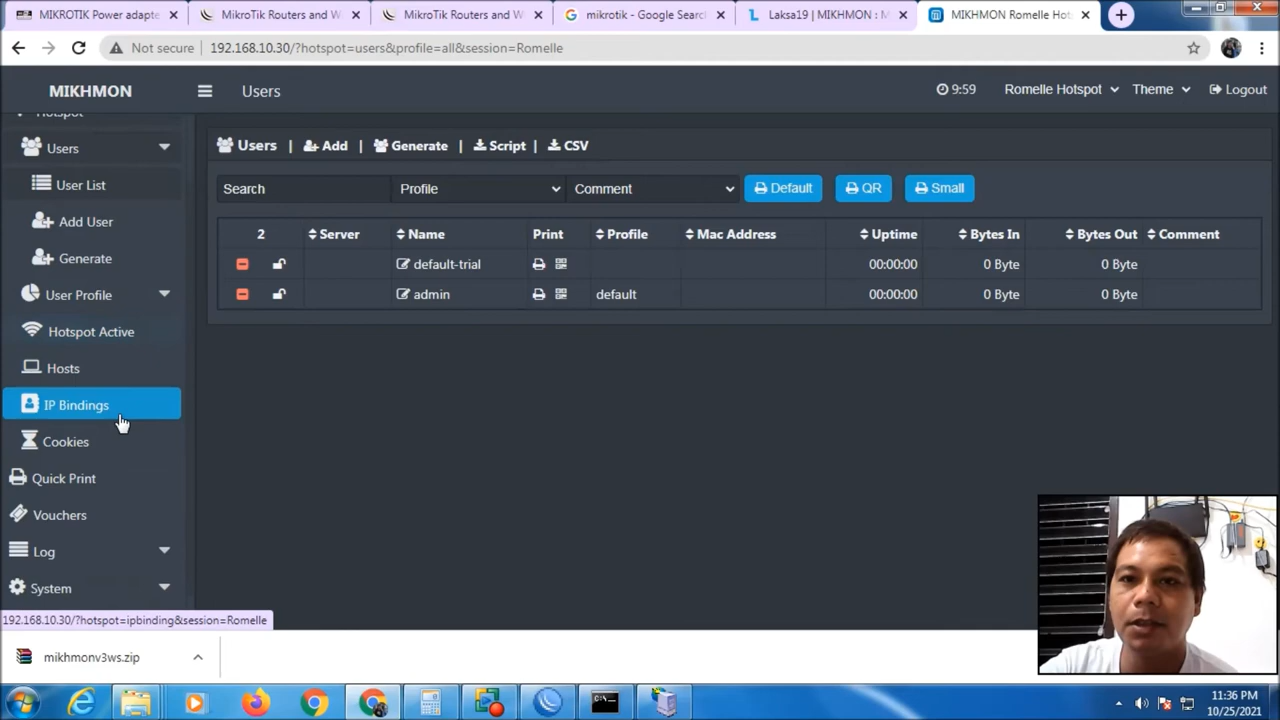 MIKROTIK Power adapte
MikroTik Routers and W
MikroTik Routers and W
mikrotik - Google Searc
Laksa19 | MIKHMON : M
MIKHMON Romelle Hot
Not secure
192.168.10.30/?hotspot=users&profile=all&session=Romelle
MIKHMON
Users
9:59
Romelle Hotspot
Theme
Logout
Hotspot
Users
User List
Add User
Generate
User Profile
Hotspot Active
Hosts
IP Bindings
Cookies
Quick Print
Vouchers
Log
System
Users | Add | Generate | Script | CSV
Search Profile Comment Default QR Small
2 Server Name Print Profile Mac Address Uptime Bytes In Bytes Out Comment
default-trial 00:00:00 0 Byte 0 Byte
admin default 00:00:00 0 Byte 0 Byte
192.168.10.30/?hotspot=ipbinding&session=Romelle
mikhmonv3ws.zip
11:36 PM
10/25/2021